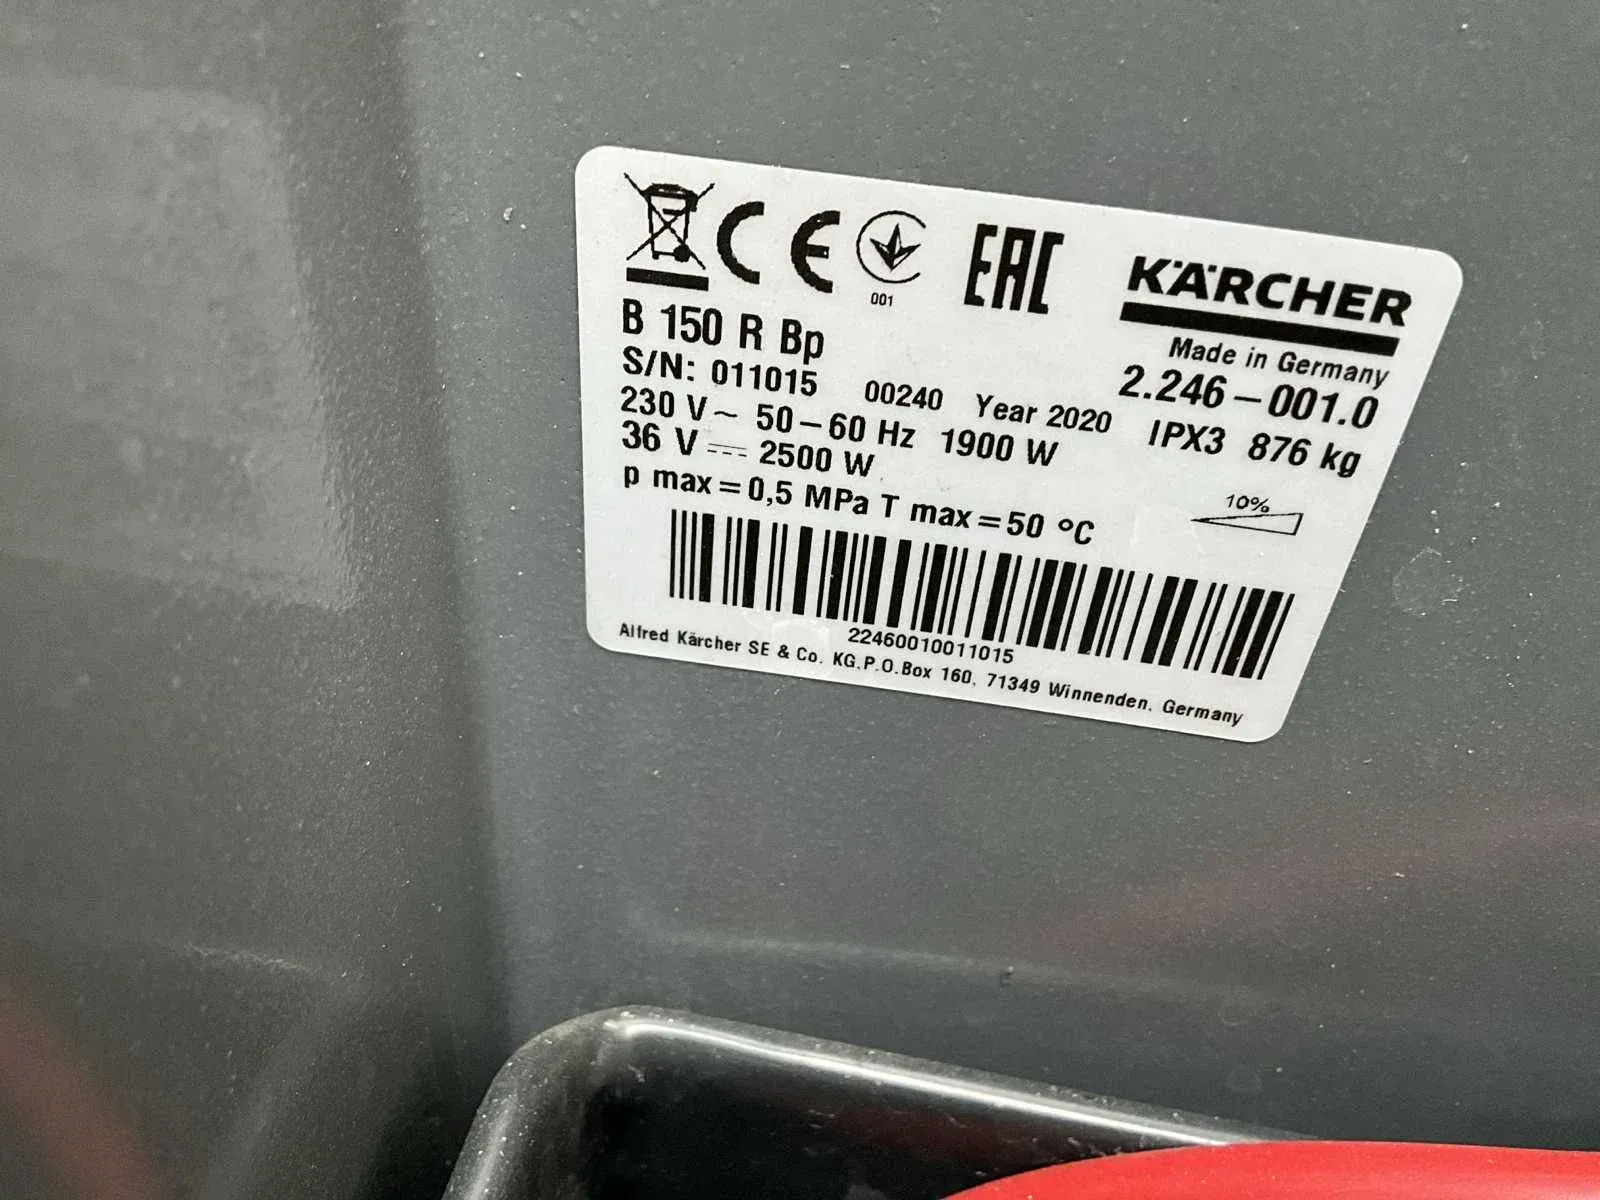 CE
001
EAC
KÄRCHER
Made in Germany
B 150 R Bp
2.246-001.0
S/N: 011015 00240 Year 2020 IPX3 876 kg
230 V~ 50-60 Hz 1900 W
36 V⎓ 2500 W
p max=0,5 MPa T max=50 °C
10%
22460010011015
Alfred Kärcher SE & Co. KG.P.O.Box 160, 71349 Winnenden. Germany